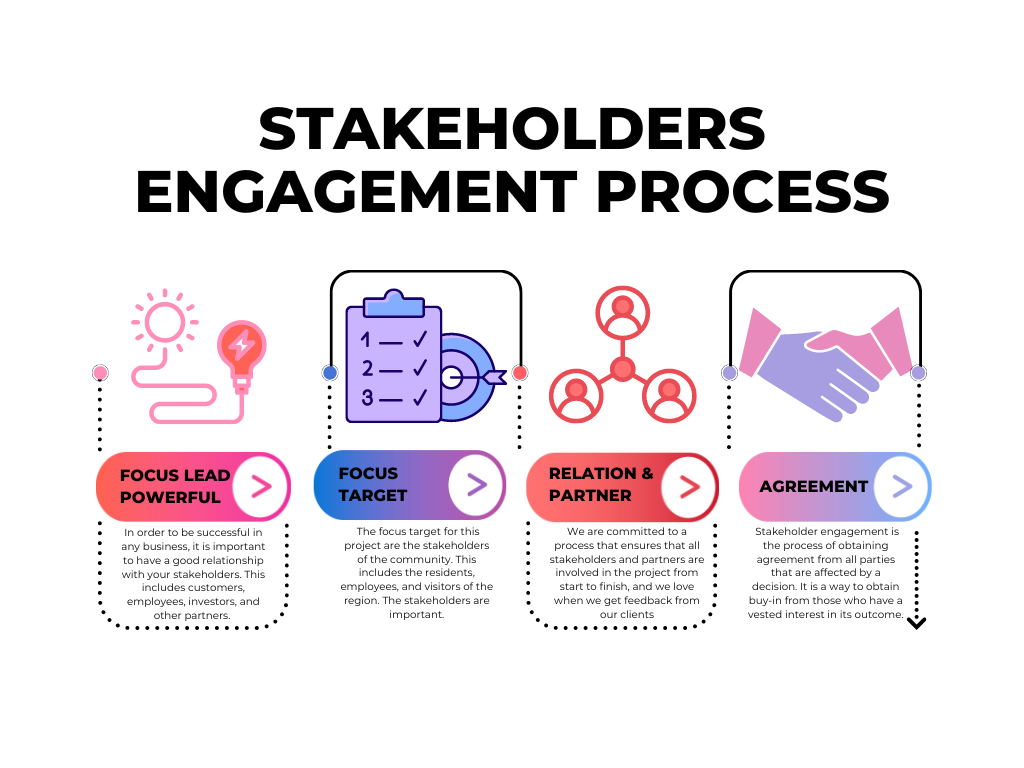 STAKEHOLDERS
ENGAGEMENT PROCESS
1
2
3
FOCUS LEAD
POWERFUL
In order to be successful in
any business, it is important
to have a good relationship
with your stakeholders. This
includes customers,
employees, investors, and
other partners.
FOCUS
TARGET
The focus target for this
project are the stakeholders
of the community. This
includes the residents,
employees, and visitors of the
region. The stakeholders are
important.
RELATION &
PARTNER
We are committed to a
process that ensures that all
stakeholders and partners are
involved in the project from
start to finish, and we love
when we get feedback from
our clients
AGREEMENT
Stakeholder engagement is
the process of obtaining
agreement from all parties
that are affected by a
decision. It is a way to obtain
buy-in from those who have a
vested interest in its outcome.